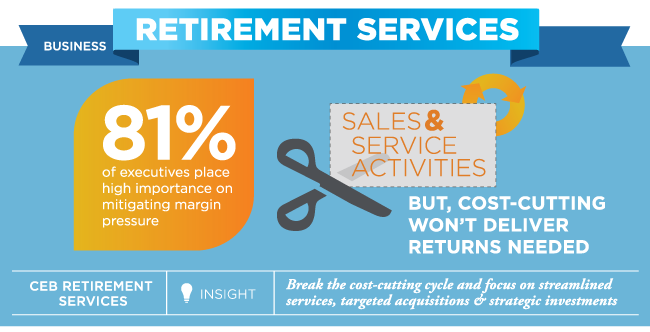 RETIREMENT SERVICES
BUSINESS
81%
of executives place
high importance on
mitigating margin
pressure
SALES &
SERVICE
ACTIVITIES
BUT, COST-CUTTING
WON'T DELIVER
RETURNS NEEDED
CEB RETIREMENT
SERVICES
INSIGHT
Break the cost-cutting cycle and focus on streamlined
services, targeted acquisitions & strategic investments